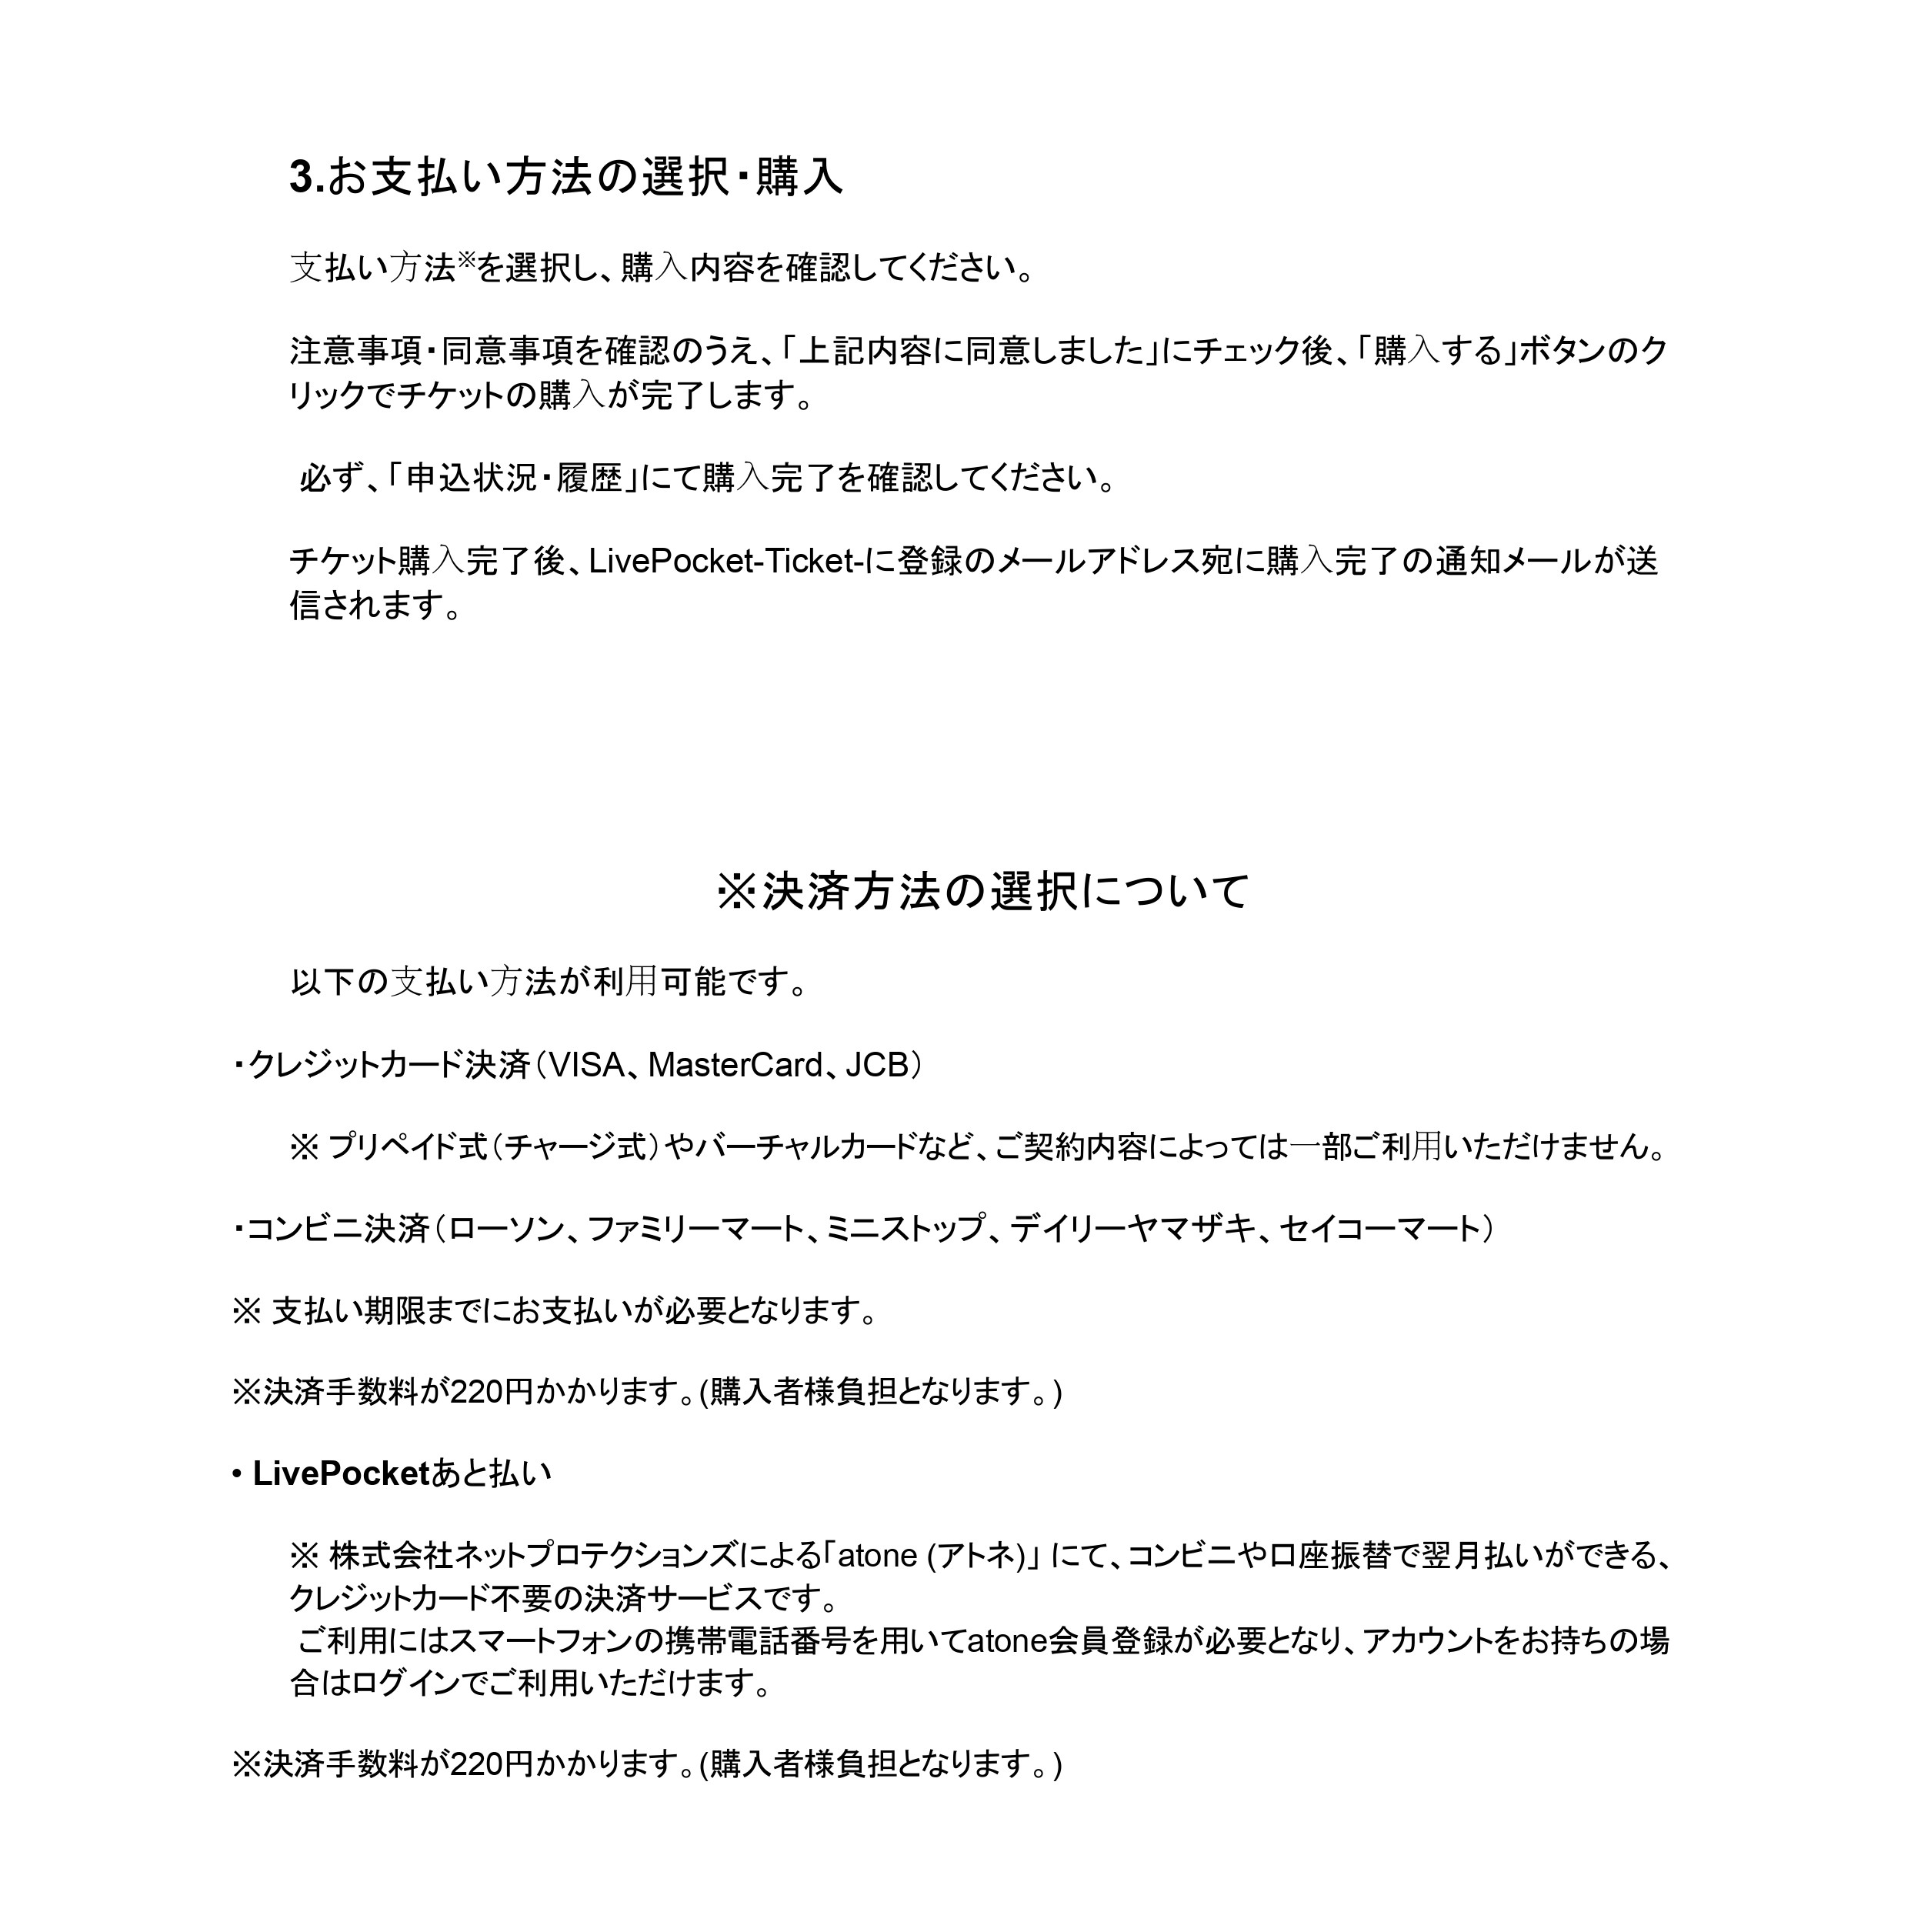 3.お支払い方法の選択・購入
支払い方法※を選択し、購入内容を確認してください。
注意事項・同意事項を確認のうえ、「上記内容に同意しました」にチェック後、「購入する」ボタンのク
リックでチケットの購入が完了します。
必ず、「申込状況・履歴」にて購入完了を確認してください。
チケット購入完了後、LivePocket-Ticket-に登録のメールアドレス宛に購入完了の通知メールが送
信されます。
※決済方法の選択について
以下の支払い方法が利用可能です。
・クレジットカード決済（VISA、MasterCard、JCB）
※ プリペイド式（チャージ式）やバーチャルカードなど、ご契約内容によっては一部ご利用いただけません。
・コンビニ決済（ローソン、ファミリーマート、ミニストップ、デイリーヤマザキ、セイコーマート）
※ 支払い期限までにお支払いが必要となります。
※決済手数料が220円かかります。(購入者様負担となります。)
• LivePocketあと払い
※ 株式会社ネットプロテクションズによる「atone (アトネ)」 にて、コンビニや口座振替で翌月払いができる、
クレジットカード不要の決済サービスです。
ご利用にはスマートフォンの携帯電話番号を用いてatone会員登録が必要となり、アカウントをお持ちの場
合はログインでご利用いただけます。
※決済手数料が220円かかります。(購入者様負担となります。)